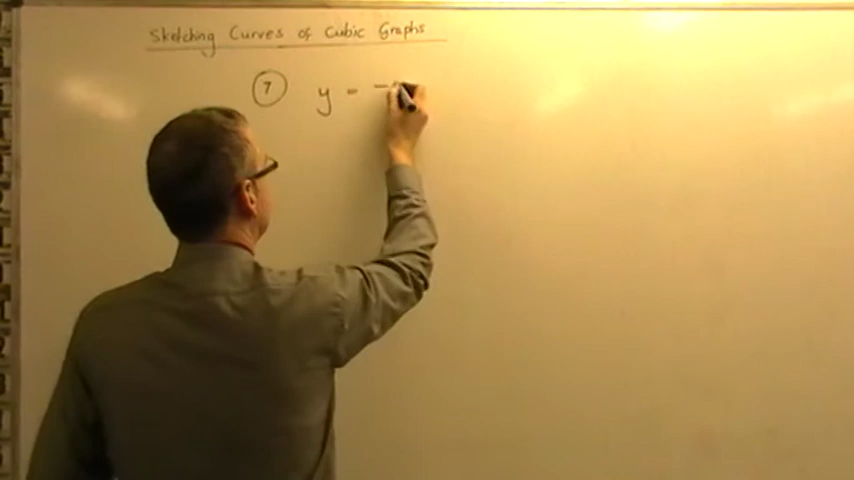 Sketching Curves of Cubic Graphs
7 y = -